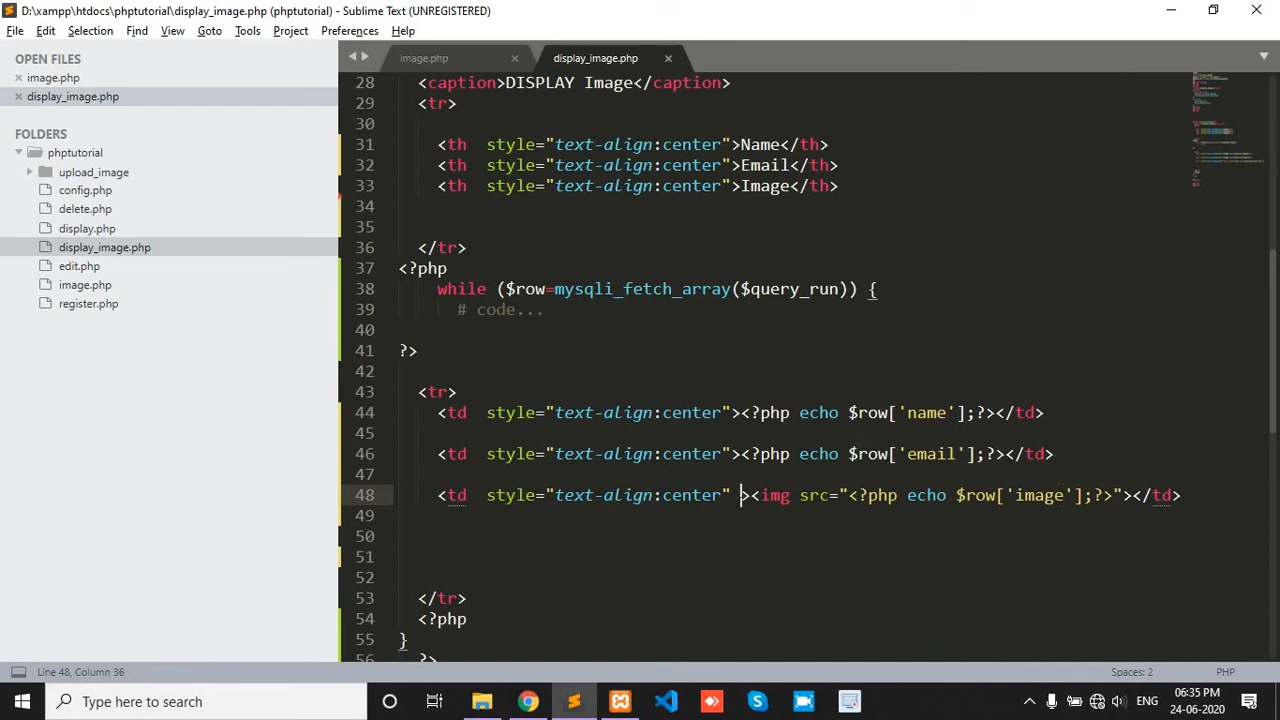 D:\xampp\htdocs\phptutorial\display_image.php (phptutorial) - Sublime Text (UNREGISTERED)
File Edit Selection Find View Goto Tools Project Preferences Help
OPEN FILES
image.php
display_image.php
FOLDERS
phptutorial
upload_image
config.php
delete.php
display.php
display_image.php
edit.php
image.php
register.php
image.php display_image.php
28 <caption>DISPLAY Image</caption>
29 <tr>
30
31 <th  style="text-align:center">Name</th>
32 <th  style="text-align:center">Email</th>
33 <th  style="text-align:center">Image</th>
34
35
36 </tr>
37 <?php
38 while ($row=mysqli_fetch_array($query_run)) {
39 # code...
40
41 ?>
42
43 <tr>
44 <td  style="text-align:center"><?php echo $row['name'];?></td>
45
46 <td  style="text-align:center"><?php echo $row['email'];?></td>
47
48 <td  style="text-align:center" ><img src="<?php echo $row['image'];?>"></td>
49
50
51
52
53 </tr>
54 <?php
55 }
56 ?>
Line 48, Column 36 Spaces: 2 PHP
Type here to search
ENG 06:35 PM
24-06-2020